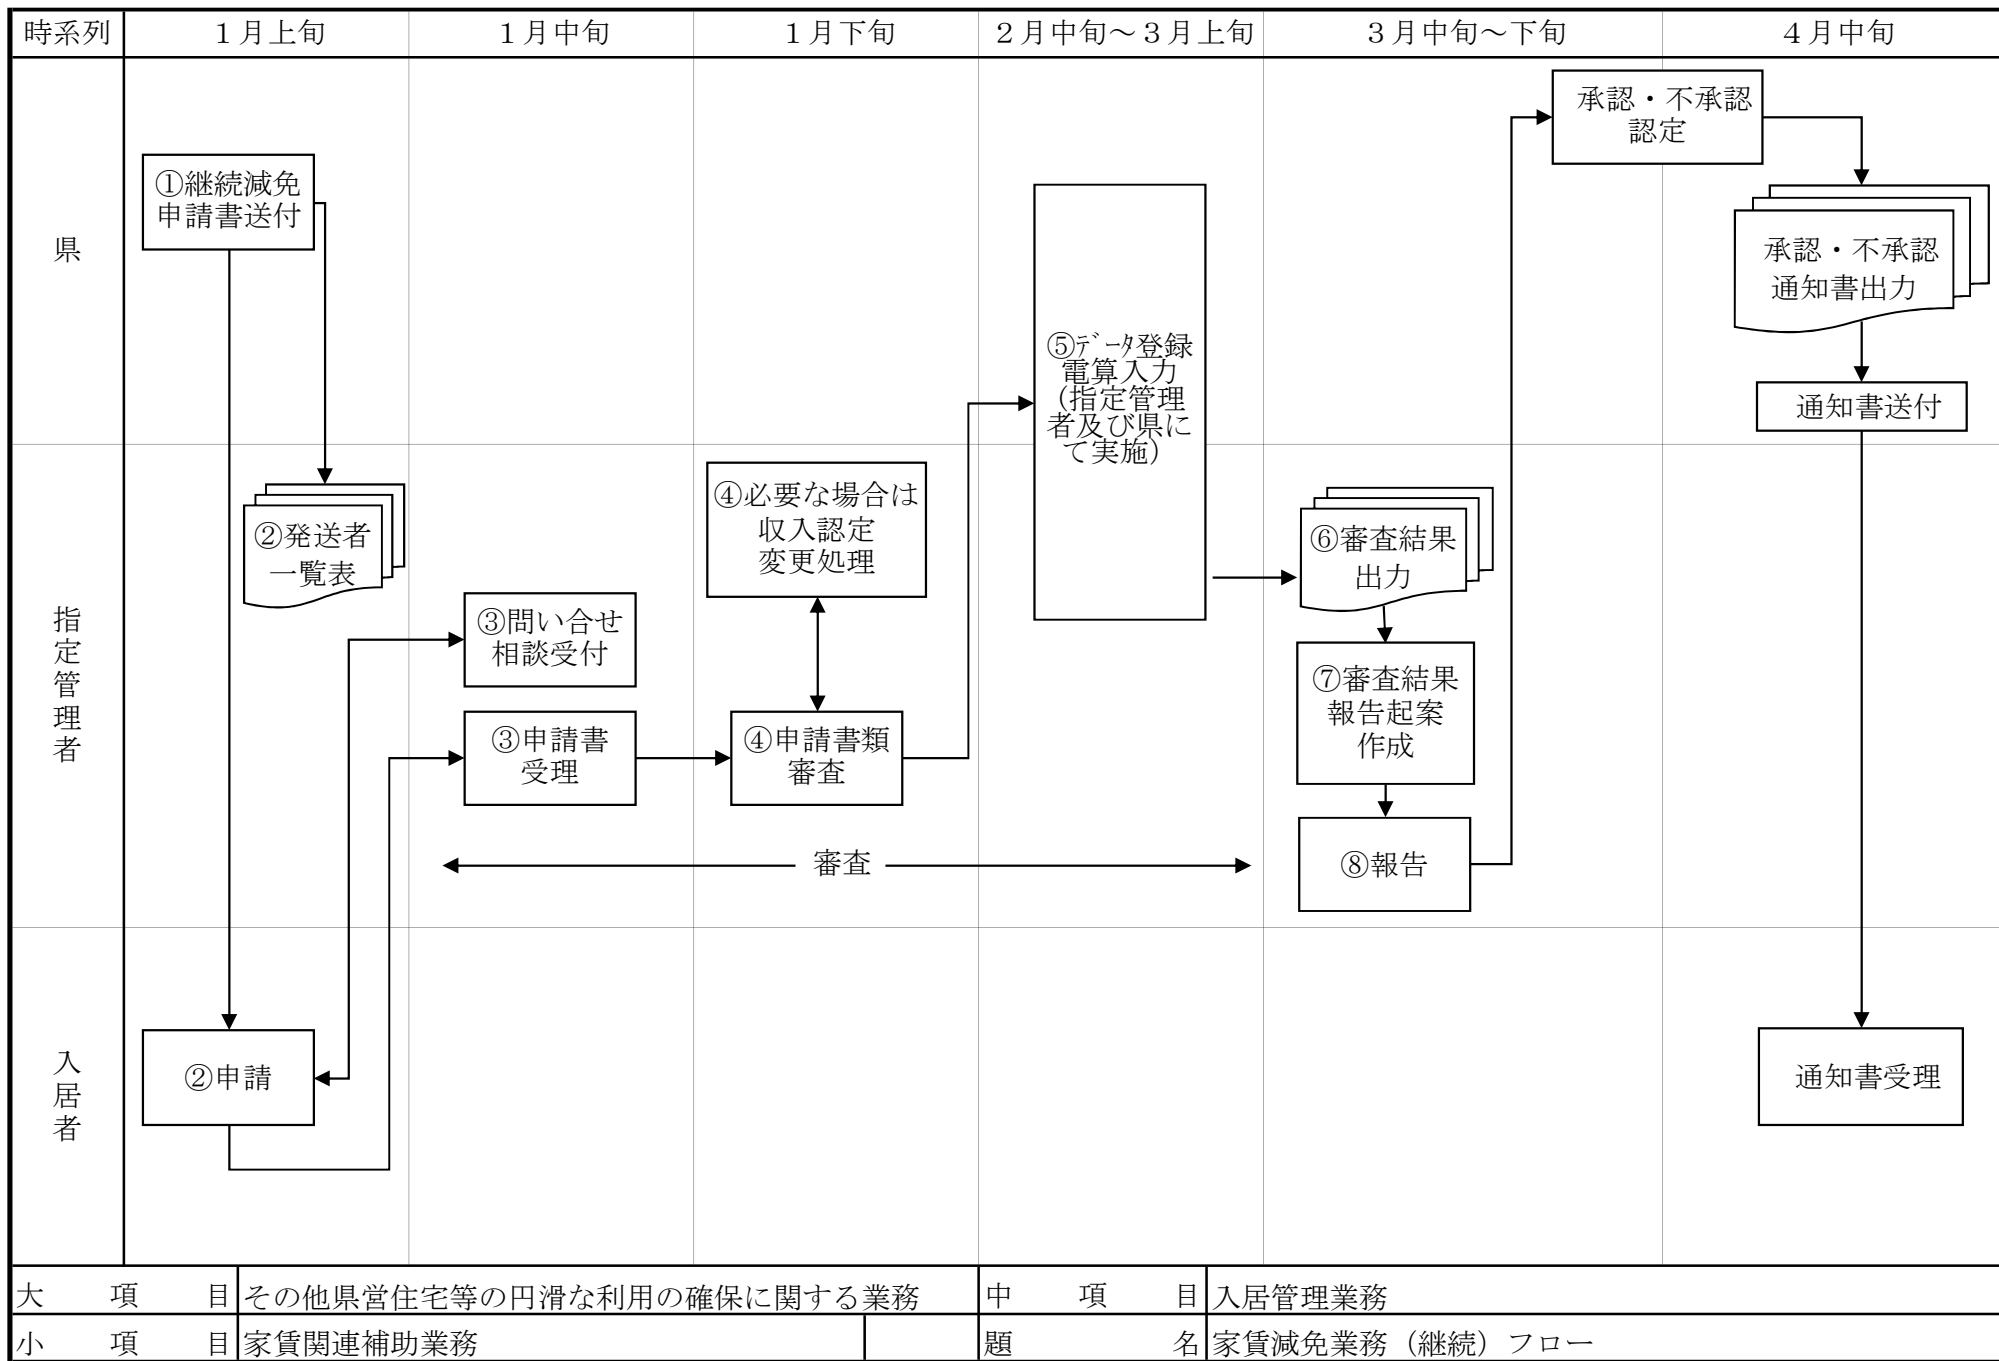 時系列 １月上旬 １月中旬 １月下旬 ２月中旬～３月上旬 ３月中旬～下旬 ４月中旬
県
①継続減免
申請書送付
⑤ﾃﾞｰﾀ登録
電算入力
（指定管理
者及び県に
て実施）
承認・不承認
認定
承認・不承認
通知書出力
通知書送付
指定管理者
②発送者
一覧表
③問い合せ
相談受付
③申請書
受理
④必要な場合は
収入認定
変更処理
④申請書類
審査
審査
⑥審査結果
出力
⑦審査結果
報告起案
作成
⑧報告
入居者
②申請
通知書受理
大項目 その他県営住宅等の円滑な利用の確保に関する業務 中項目 入居管理業務
小項目 家賃関連補助業務 題名 家賃減免業務（継続）フロー